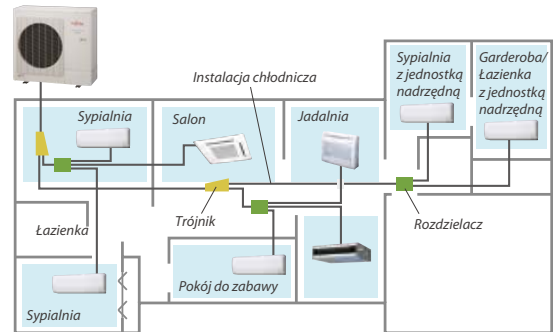 Sypialnia
z jednostką
nadrzędną
Garderoba/
Łazienka
z jednostką
nadrzędną
Instalacja chłodnicza
Sypialnia
Salon
Jadalnia
Trójnik
Rozdzielacz
Łazienka
Pokój do zabawy
Sypialnia